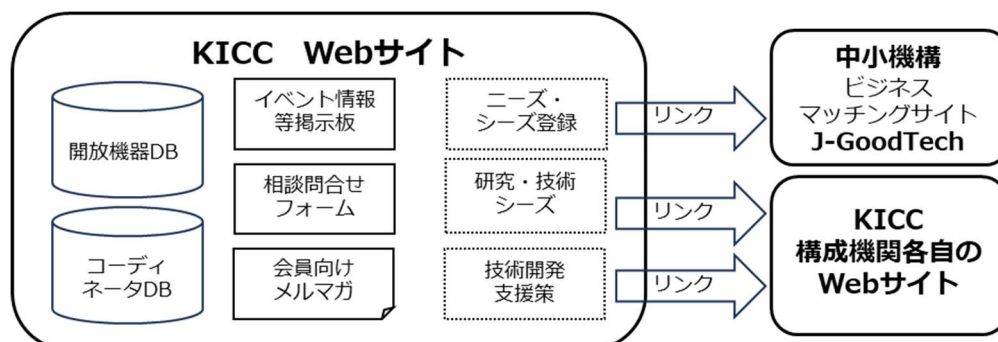 KICC Webサイト
開放機器DB
コーディ
ネータDB
イベント情報
等掲示板
相談問合せ
フォーム
会員向け
メルマガ
ニーズ・
シーズ登録
研究・技術
シーズ
技術開発
支援策
リンク
リンク
リンク
中小機構
ビジネス
マッチングサイト
J-GoodTech
KICC
構成機関各自の
Webサイト